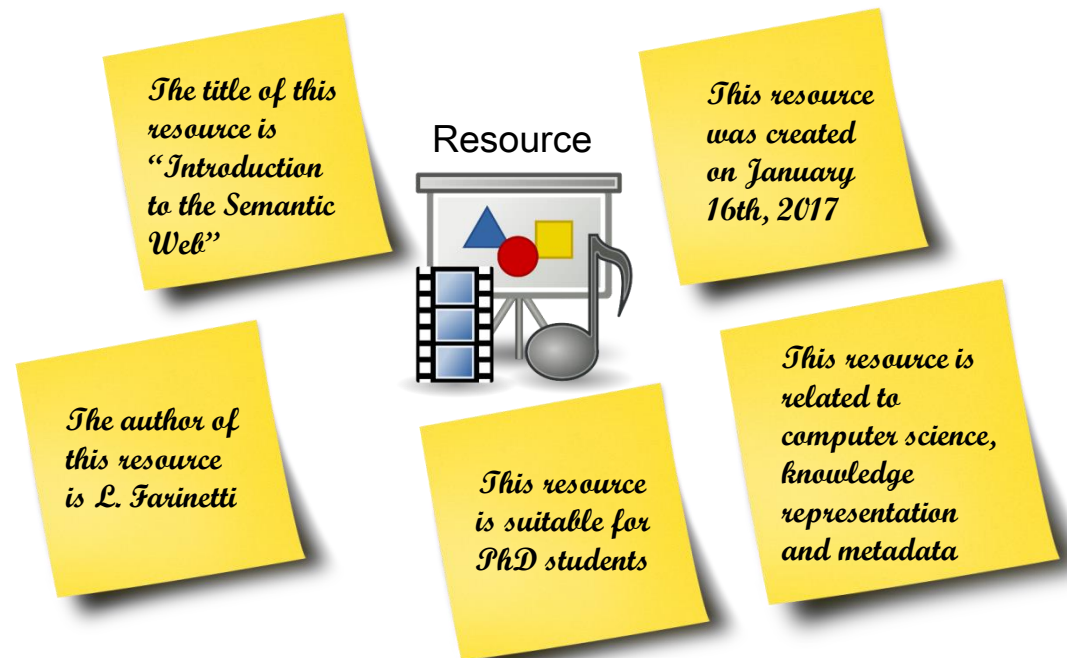 The title of this
resource is
“Introduction
to the Semantic
Web”
Resource
This resource
was created
on January
16th, 2017
The author of
this resource
is L. Farinetti
This resource
is suitable for
PhD students
This resource is
related to
computer science,
knowledge
representation
and metadata